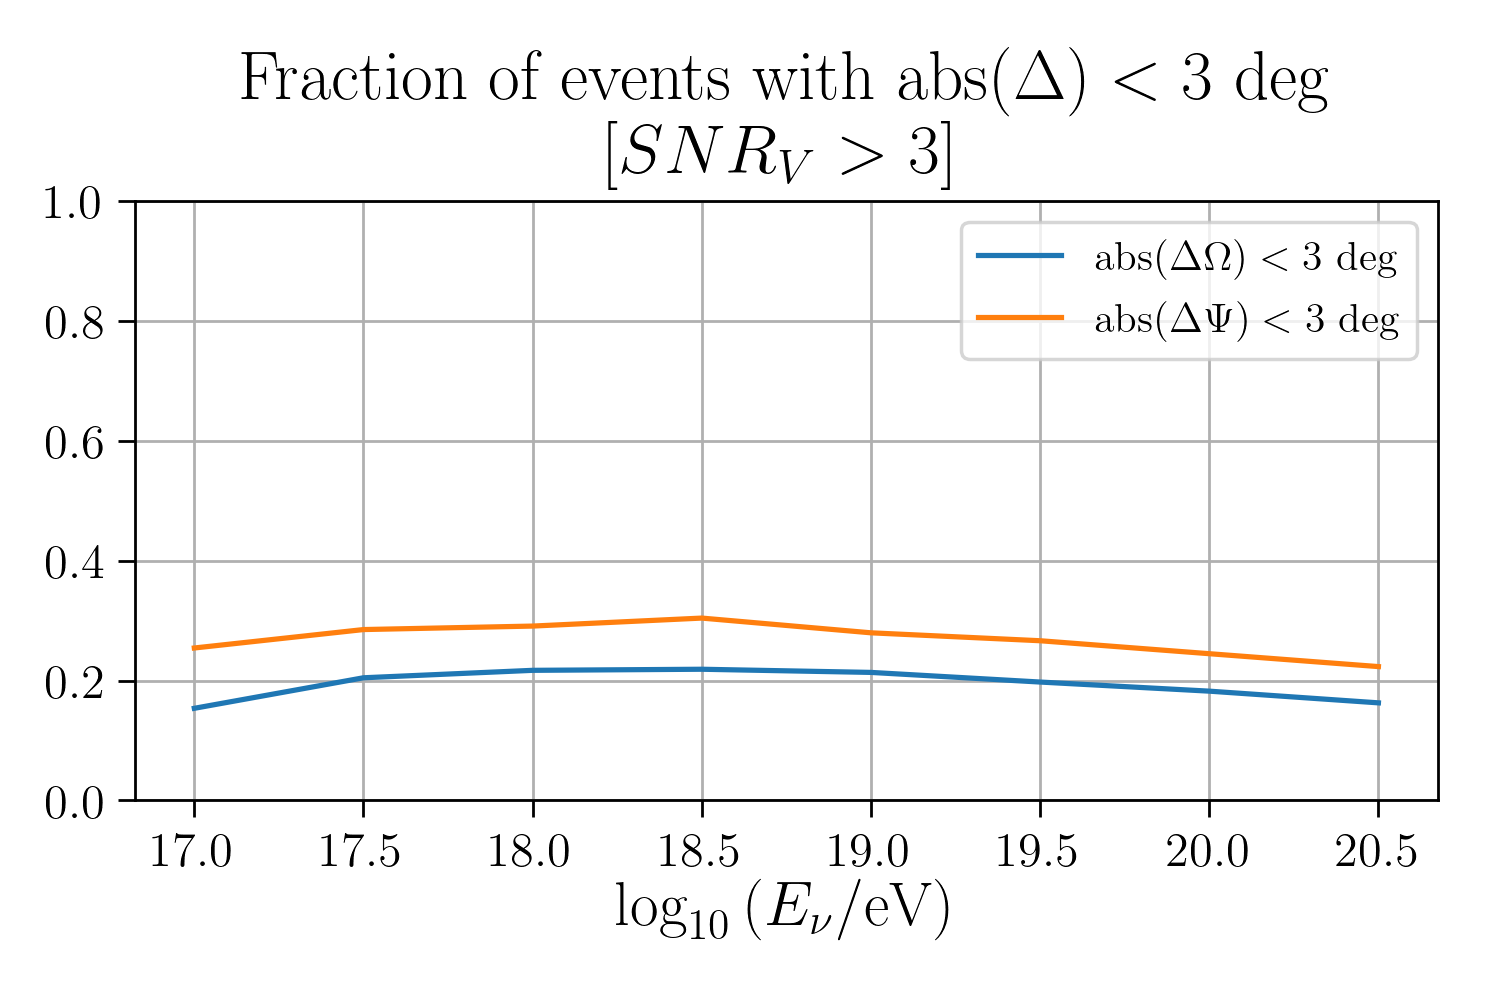 Fraction of events with abs(Δ) < 3 deg
[SNR_V > 3]
1.0
0.8
0.6
0.4
0.2
0.0
abs(ΔΩ) < 3 deg
abs(ΔΨ) < 3 deg
17.0 17.5 18.0 18.5 19.0 19.5 20.0 20.5
log₁₀ (E_ν/eV)